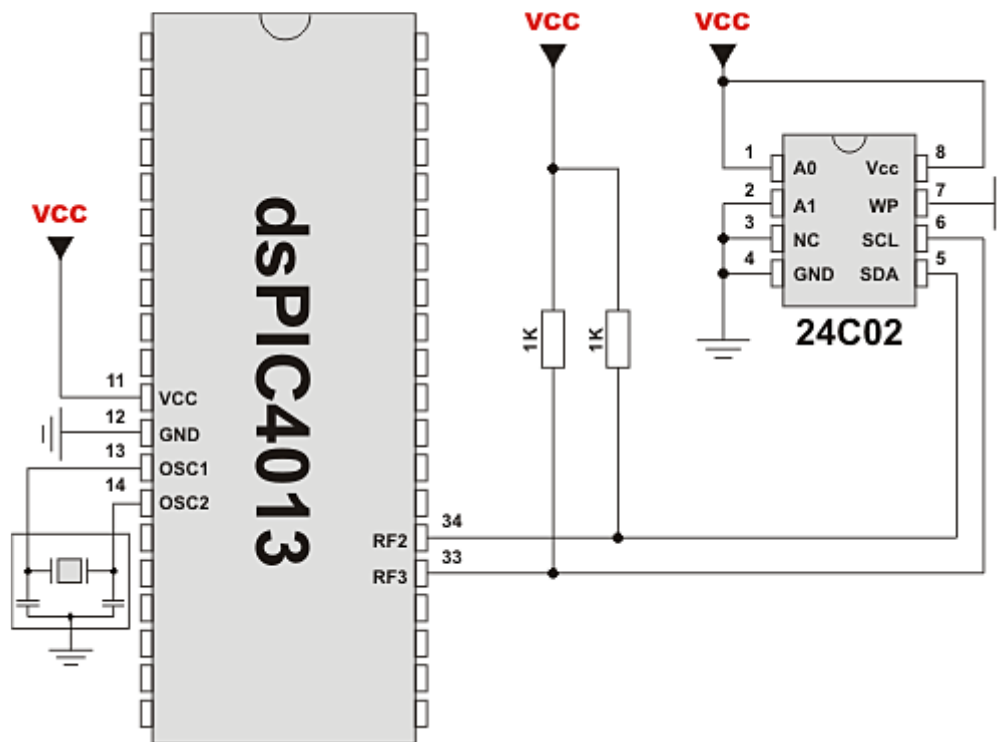 VCC
11
12
13
14
VCC
GND
OSC1
OSC2
dsPIC4013
RF2
RF3
34
33
VCC
1K
1K
VCC
1
2
3
4
A0
A1
NC
GND
Vcc
WP
SCL
SDA
8
7
6
5
24C02